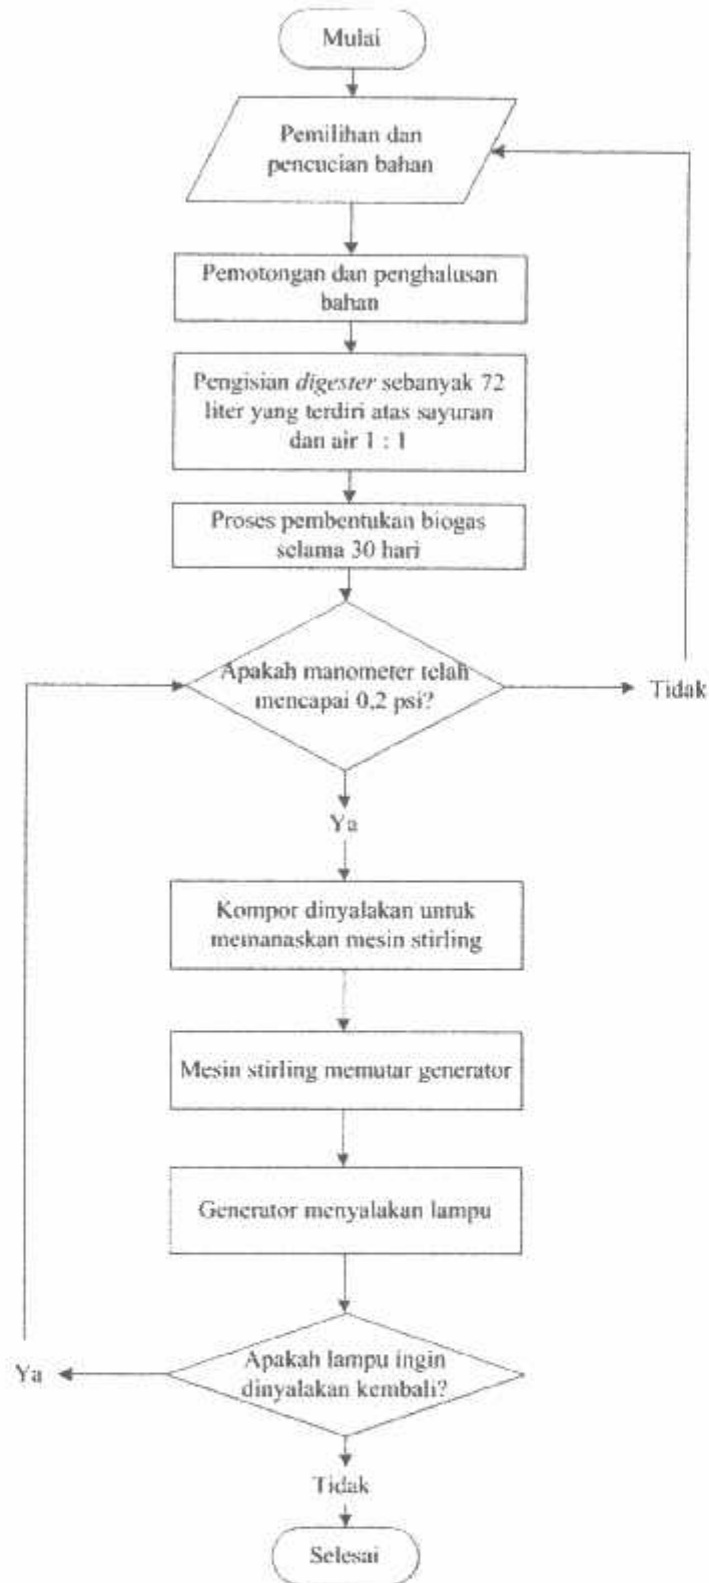 Mulai
Pemilihan dan
pencucian bahan
Pemotongan dan penghalusan
bahan
Pengisian digester sebanyak 72
liter yang terdiri atas sayuran
dan air 1 : 1
Proses pembentukan biogas
selama 30 hari
Apakah manometer telah
mencapai 0,2 psi?
Tidak
Ya
Kompor dinyalakan untuk
memanaskan mesin stirling
Mesin stirling memutar generator
Generator menyalakan lampu
Apakah lampu ingin
dinyalakan kembali?
Ya
Tidak
Selesai